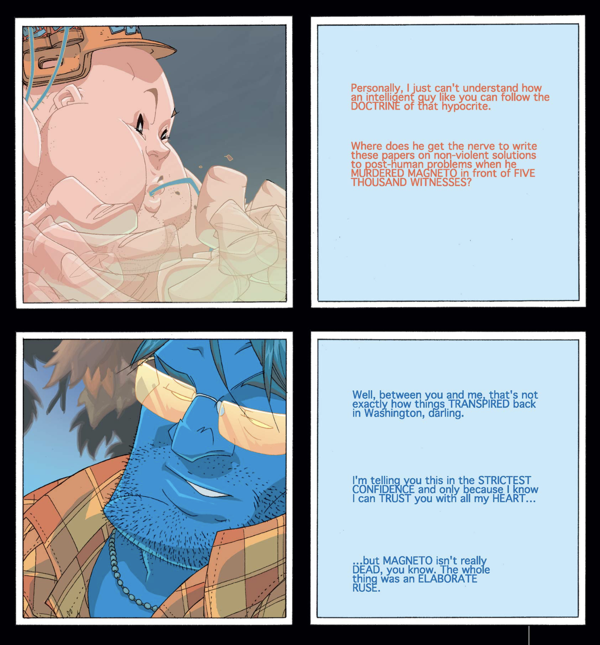 Personally, I just can't understand how
an intelligent guy like you can follow the
DOCTRINE of that hypocrite.
Where does he get the nerve to write
these papers on non-violent solutions
to post-human problems when he
MURDERED MAGNETO in front of FIVE
THOUSAND WITNESSES?
Well, between you and me, that's not
exactly how things TRANSPIRED back
in Washington, darling.
I'm telling you this in the STRICTEST
CONFIDENCE and only because I know
I can TRUST you with all my HEART...
...but MAGNETO isn't really
DEAD, you know. The whole
thing was an ELABORATE
RUSE.